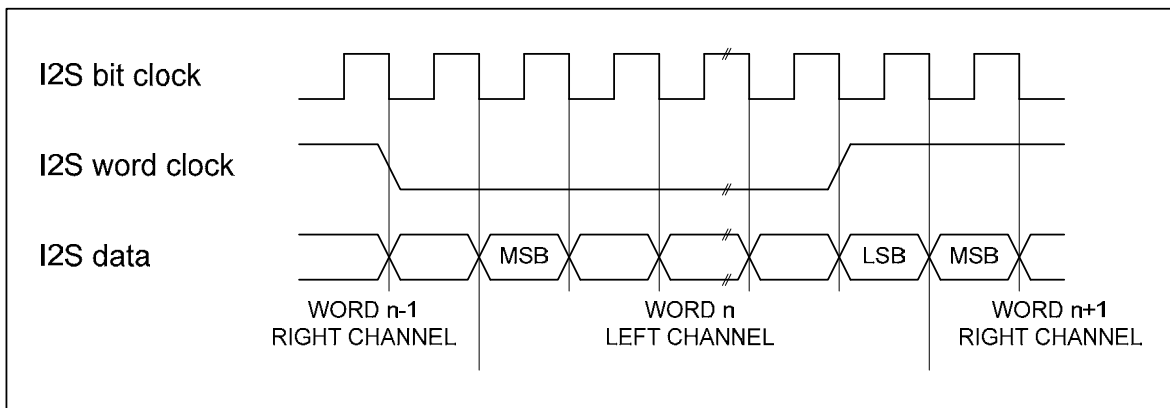 I2S bit clock
I2S word clock
I2S data
MSB
LSB
MSB
WORD n-1
RIGHT CHANNEL
WORD n
LEFT CHANNEL
WORD n+1
RIGHT CHANNEL